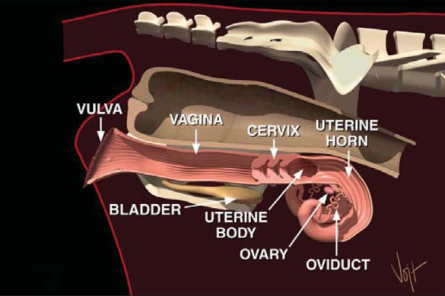 VULVA
VAGINA
CERVIX
UTERINE
HORN
BLADDER
UTERINE
BODY
OVARY
OVIDUCT